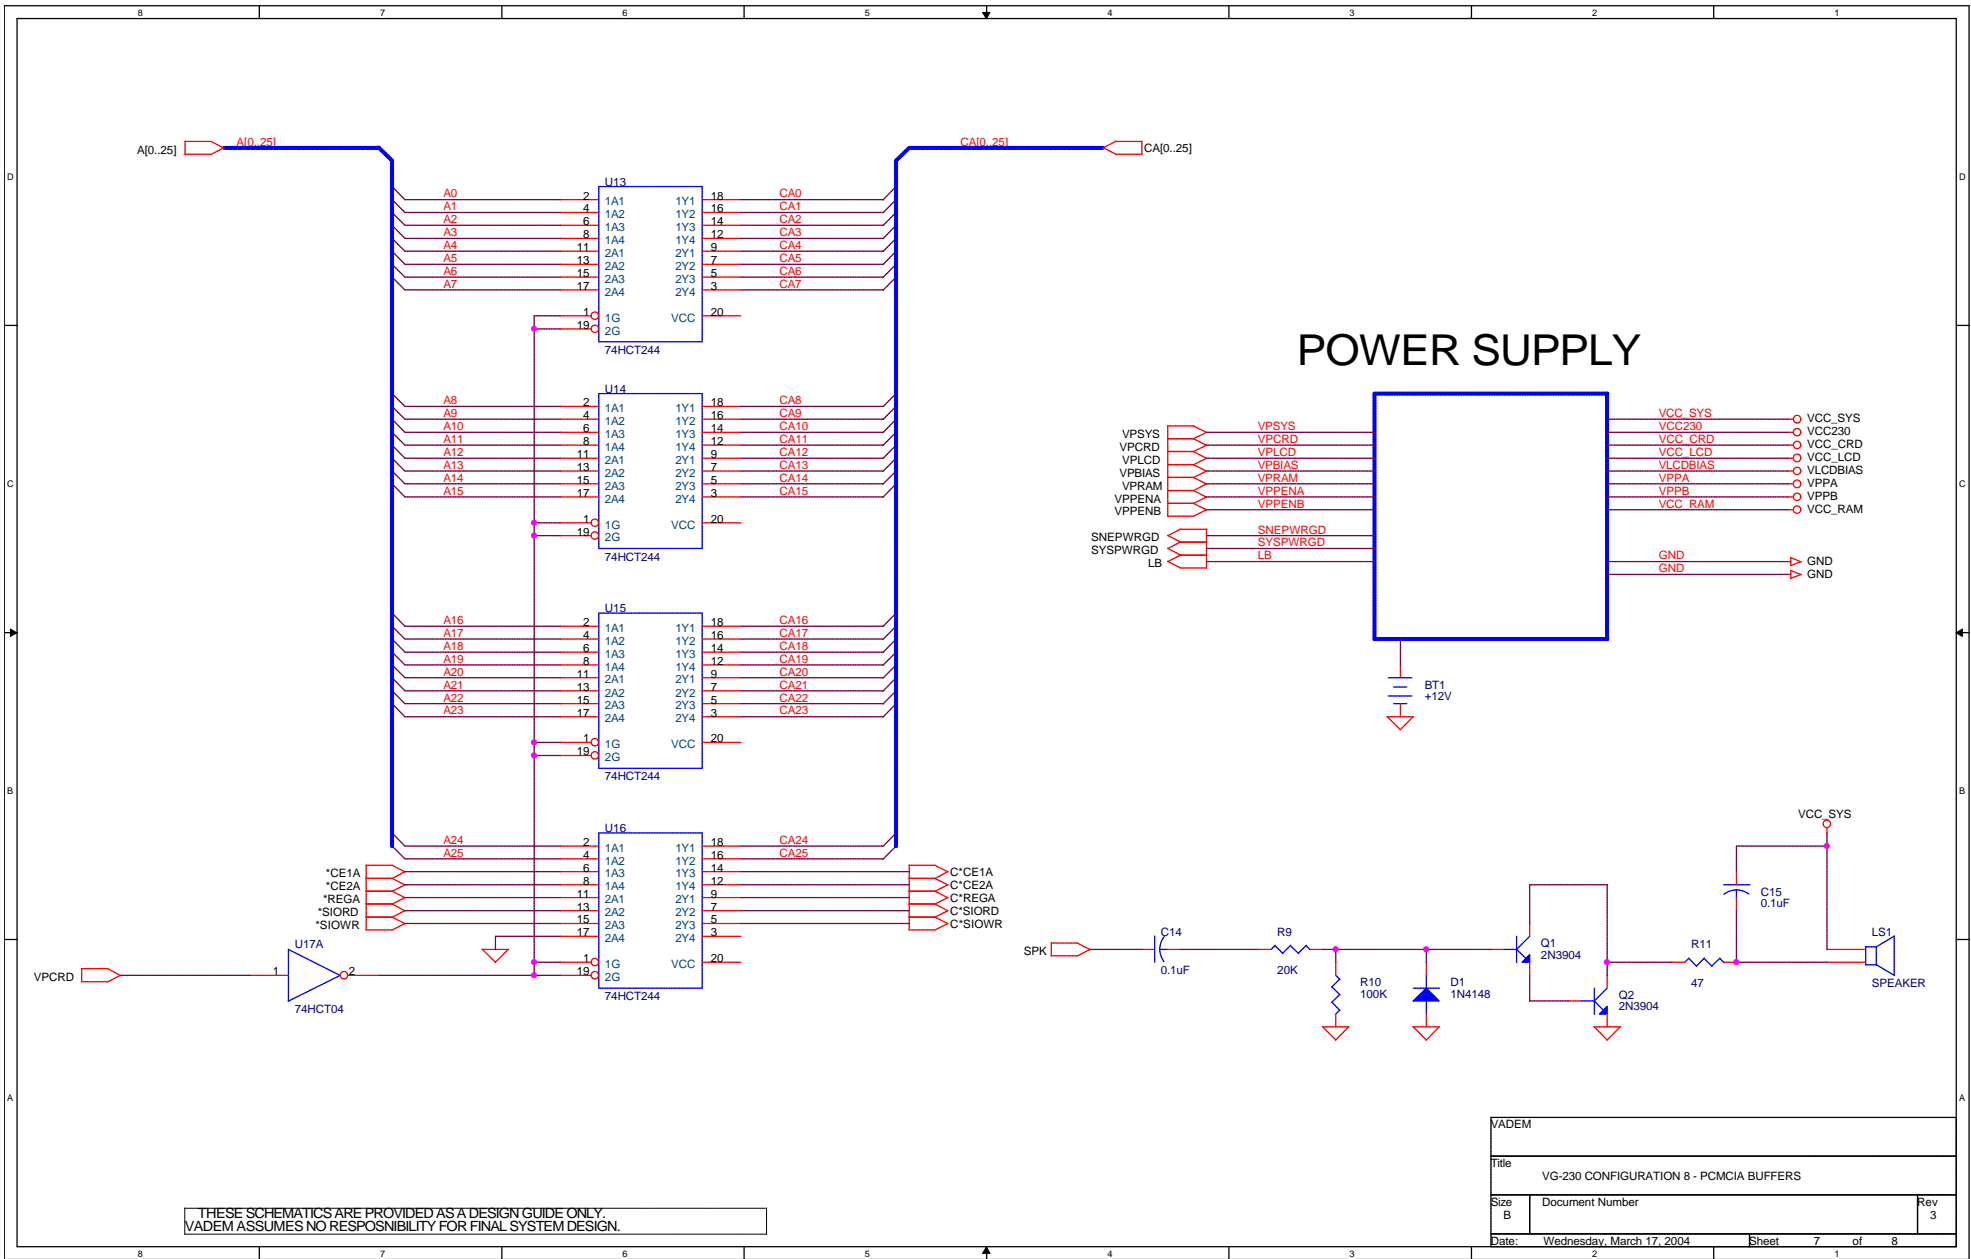 8 7 6 5 4 3 2 1
D D
C C
B B
A A
A[0..25] A[0..25] CA[0..25] CA[0..25]
U13
A0 2 1A1 1Y1 18 CA0
A1 4 1A2 1Y2 16 CA1
A2 6 1A3 1Y3 14 CA2
A3 8 1A4 1Y4 12 CA3
A4 11 2A1 2Y1 9 CA4
A5 13 2A2 2Y2 7 CA5
A6 15 2A3 2Y3 5 CA6
A7 17 2A4 2Y4 3 CA7
1 1G VCC 20
19 2G
74HCT244
U14
A8 2 1A1 1Y1 18 CA8
A9 4 1A2 1Y2 16 CA9
A10 6 1A3 1Y3 14 CA10
A11 8 1A4 1Y4 12 CA11
A12 11 2A1 2Y1 9 CA12
A13 13 2A2 2Y2 7 CA13
A14 15 2A3 2Y3 5 CA14
A15 17 2A4 2Y4 3 CA15
1 1G VCC 20
19 2G
74HCT244
U15
A16 2 1A1 1Y1 18 CA16
A17 4 1A2 1Y2 16 CA17
A18 6 1A3 1Y3 14 CA18
A19 8 1A4 1Y4 12 CA19
A20 11 2A1 2Y1 9 CA20
A21 13 2A2 2Y2 7 CA21
A22 15 2A3 2Y3 5 CA22
A23 17 2A4 2Y4 3 CA23
1 1G VCC 20
19 2G
74HCT244
U16
A24 2 1A1 1Y1 18 CA24
A25 4 1A2 1Y2 16 CA25
*CE1A 6 1A3 1Y3 14 C*CE1A
*CE2A 8 1A4 1Y4 12 C*CE2A
*REGA 11 2A1 2Y1 9 C*REGA
*SIORD 13 2A2 2Y2 7 C*SIORD
*SIOWR 15 2A3 2Y3 5 C*SIOWR
17 2A4 2Y4 3
1 1G VCC 20
19 2G
74HCT244
U17A
VPCRD 1 2
74HCT04
POWER SUPPLY
VPSYS VPSYS
VPCRD VPCRD
VPLCD VPLCD
VPBIAS VPBIAS
VPRAM VPRAM
VPPENA VPPENA
VPPENB VPPENB
SNEPWRGD SNEPWRGD
SYSPWRGD SYSPWRGD
LB LB
VCC_SYS VCC_SYS
VCC230 VCC230
VCC_CRD VCC_CRD
VCC_LCD VCC_LCD
VLCDBIAS VLCDBIAS
VPPA VPPA
VPPB VPPB
VCC_RAM VCC_RAM
GND GND
GND GND
BT1
+12V
VCC_SYS
SPK
C14
0.1uF
R9
20K
R10
100K
D1
1N4148
Q1
2N3904
Q2
2N3904
R11
47
C15
0.1uF
LS1
SPEAKER
THESE SCHEMATICS ARE PROVIDED AS A DESIGN GUIDE ONLY.
VADEM ASSUMES NO RESPOSNIBILITY FOR FINAL SYSTEM DESIGN.
VADEM
Title
VG-230 CONFIGURATION 8 - PCMCIA BUFFERS
Size Document Number Rev
B 3
Date: Wednesday, March 17, 2004 Sheet 7 of 8
8 7 6 5 4 3 2 1